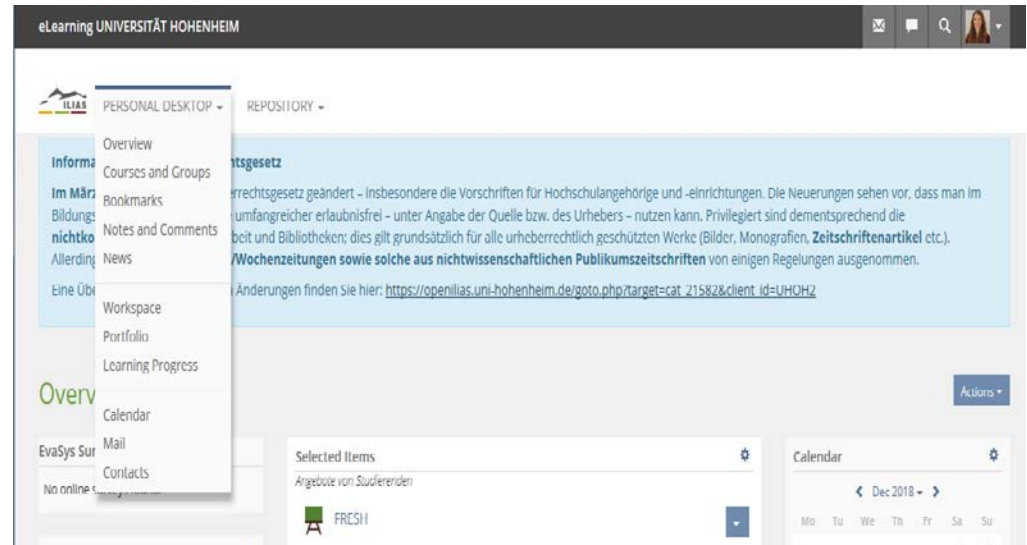 eLearning UNIVERSITÄT HOHENHEIM
ILIAS
PERSONAL DESKTOP
REPOSITORY
Overview
Courses and Groups
Bookmarks
Notes and Comments
News
Workspace
Portfolio
Learning Progress
Calendar
Mail
Contacts
Informa tsgesetz
Im März rrechtsgesetz geändert – insbesondere die Vorschriften für Hochschulangehörige und -einrichtungen. Die Neuerungen sehen vor, dass man im
Bildungs umfangreicher erlaubnisfrei – unter Angabe der Quelle bzw. des Urhebers – nutzen kann. Privilegiert sind dementsprechend die
nichtko beit und Bibliotheken; dies gilt grundsätzlich für alle urheberrechtlich geschützten Werke (Bilder, Monografien, Zeitschriftenartikel etc.).
Allerding /Wochenzeitungen sowie solche aus nichtwissenschaftlichen Publikumszeitschriften von einigen Regelungen ausgenommen.
Eine Übe Änderungen finden Sie hier: https://openilias.uni-hohenheim.de/goto.php?target=cat_21582&client_id=UHOH2
Overv
Actions
EvaSys Sur
No online
Selected Items
Angebote von Studierenden
FRESH
Calendar
Dec 2018
Mo Tu We Th Fr Sa Su